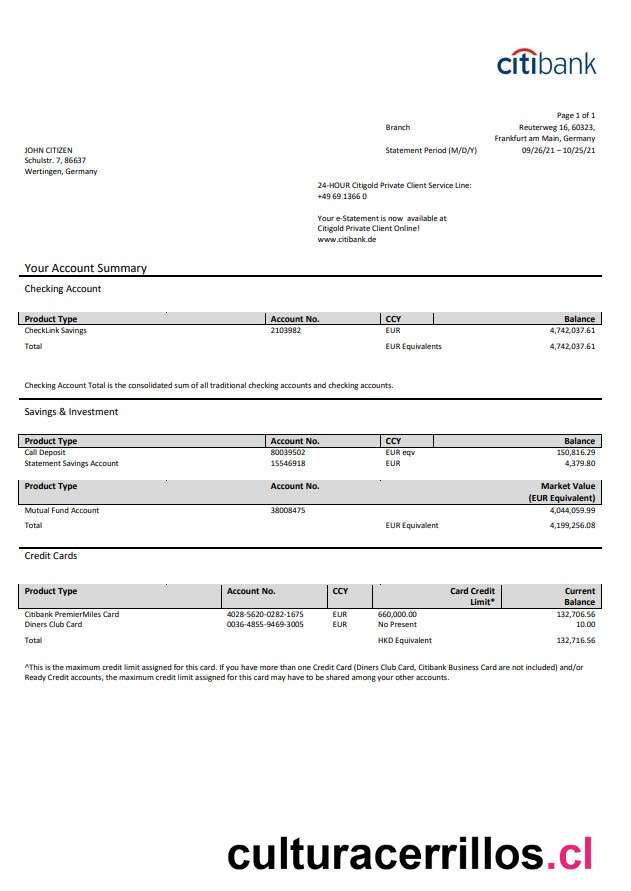 citibank
Page 1 of 1
Branch Reuterweg 16, 60323,
Frankfurt am Main, Germany
JOHN CITIZEN Statement Period (M/D/Y) 09/26/21 – 10/25/21
Schulstr. 7, 86637
Wertingen, Germany
24-HOUR Citigold Private Client Service Line:
+49 69 1366 0
Your e-Statement is now available at
Citigold Private Client Online!
www.citibank.de
Your Account Summary
Checking Account
Product Type Account No. CCY Balance
CheckLink Savings 2103982 EUR 4,742,037.61
Total EUR Equivalents 4,742,037.61
Checking Account Total is the consolidated sum of all traditional checking accounts and checking accounts.
Savings & Investment
Product Type Account No. CCY Balance
Call Deposit 80039502 EUR eqv 150,816.29
Statement Savings Account 15546918 EUR 4,379.80
Product Type Account No. Market Value
(EUR Equivalent)
Mutual Fund Account 38008475 4,044,059.99
Total EUR Equivalent 4,199,256.08
Credit Cards
Product Type Account No. CCY Card Credit Current
Limit* Balance
Citibank PremierMiles Card 4028-5620-0282-1675 EUR 660,000.00 132,706.56
Diners Club Card 0036-4855-9469-3005 EUR No Present 10.00
Total HKD Equivalent 132,716.56
^This is the maximum credit limit assigned for this card. If you have more than one Credit Card (Diners Club Card, Citibank Business Card are not included) and/or
Ready Credit accounts, the maximum credit limit assigned for this card may have to be shared among your other accounts.
culturacerrillos.cl